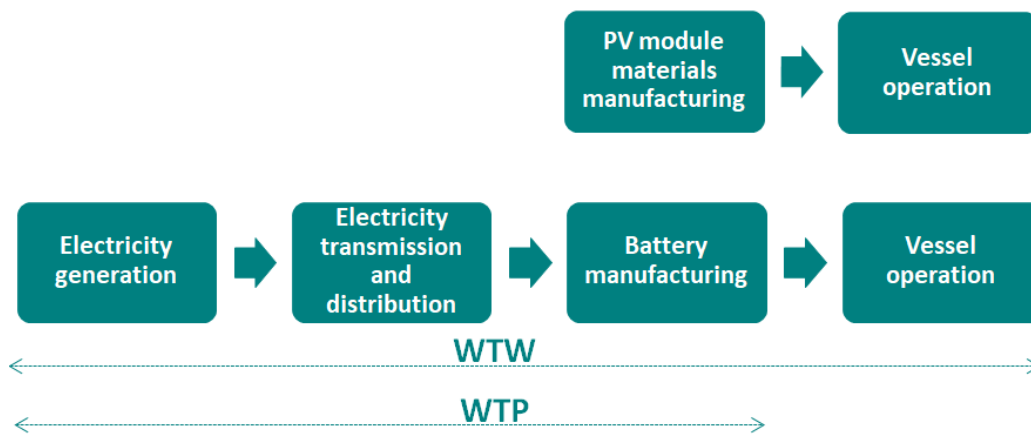 PV module
materials
manufacturing
Vessel
operation
Electricity
generation
Electricity
transmission
and
distribution
Battery
manufacturing
Vessel
operation
WTW
WTP